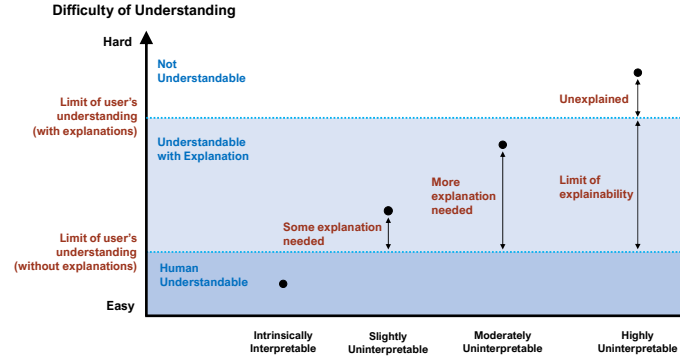 Difficulty of Understanding
Hard
Not
Understandable
Limit of user's
understanding
(with explanations)
Unexplained
Understandable
with Explanation
More
explanation
needed
Limit of
explainability
Some explanation
needed
Limit of user's
understanding
(without explanations)
Human
Understandable
Easy
Intrinsically
Interpretable
Slightly
Uninterpretable
Moderately
Uninterpretable
Highly
Uninterpretable